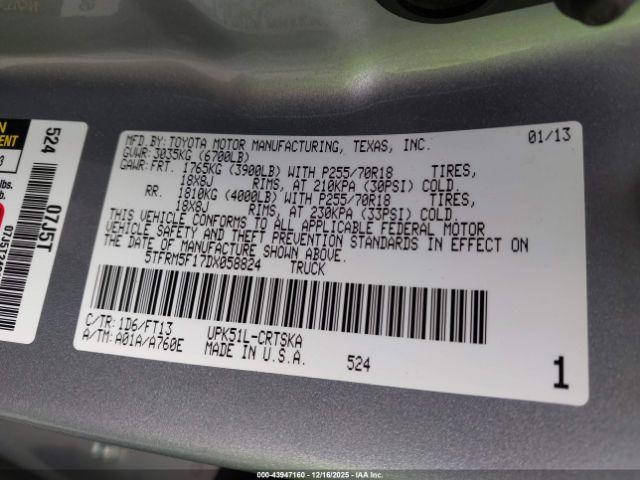 MFD.BY:TOYOTA MOTOR MANUFACTURING, TEXAS, INC. 01/13
GVWR:3035KG (6700LB)
GAWR:FRT. 1765KG (3900LB) WITH P255/70R18 TIRES,
18X8J RIMS, AT 210KPA (30PSI) COLD.
RR. 1810KG (4000LB) WITH P255/70R18 TIRES,
18X8J RIMS, AT 230KPA (33PSI) COLD.
THIS VEHICLE CONFORMS TO ALL APPLICABLE FEDERAL MOTOR
VEHICLE SAFETY AND THEFT PREVENTION STANDARDS IN EFFECT ON
THE DATE OF MANUFACTURE SHOWN ABOVE.
5TFRM5F17DX058824 TRUCK
C/TR:1D6/FT13 UPK51L-CRTSKA
A/TM:A01A/A760E MADE IN U.S.A. 524
1
524 07J5T
lbs.
00-43947160 - 12/16/2025 - IAA Inc.